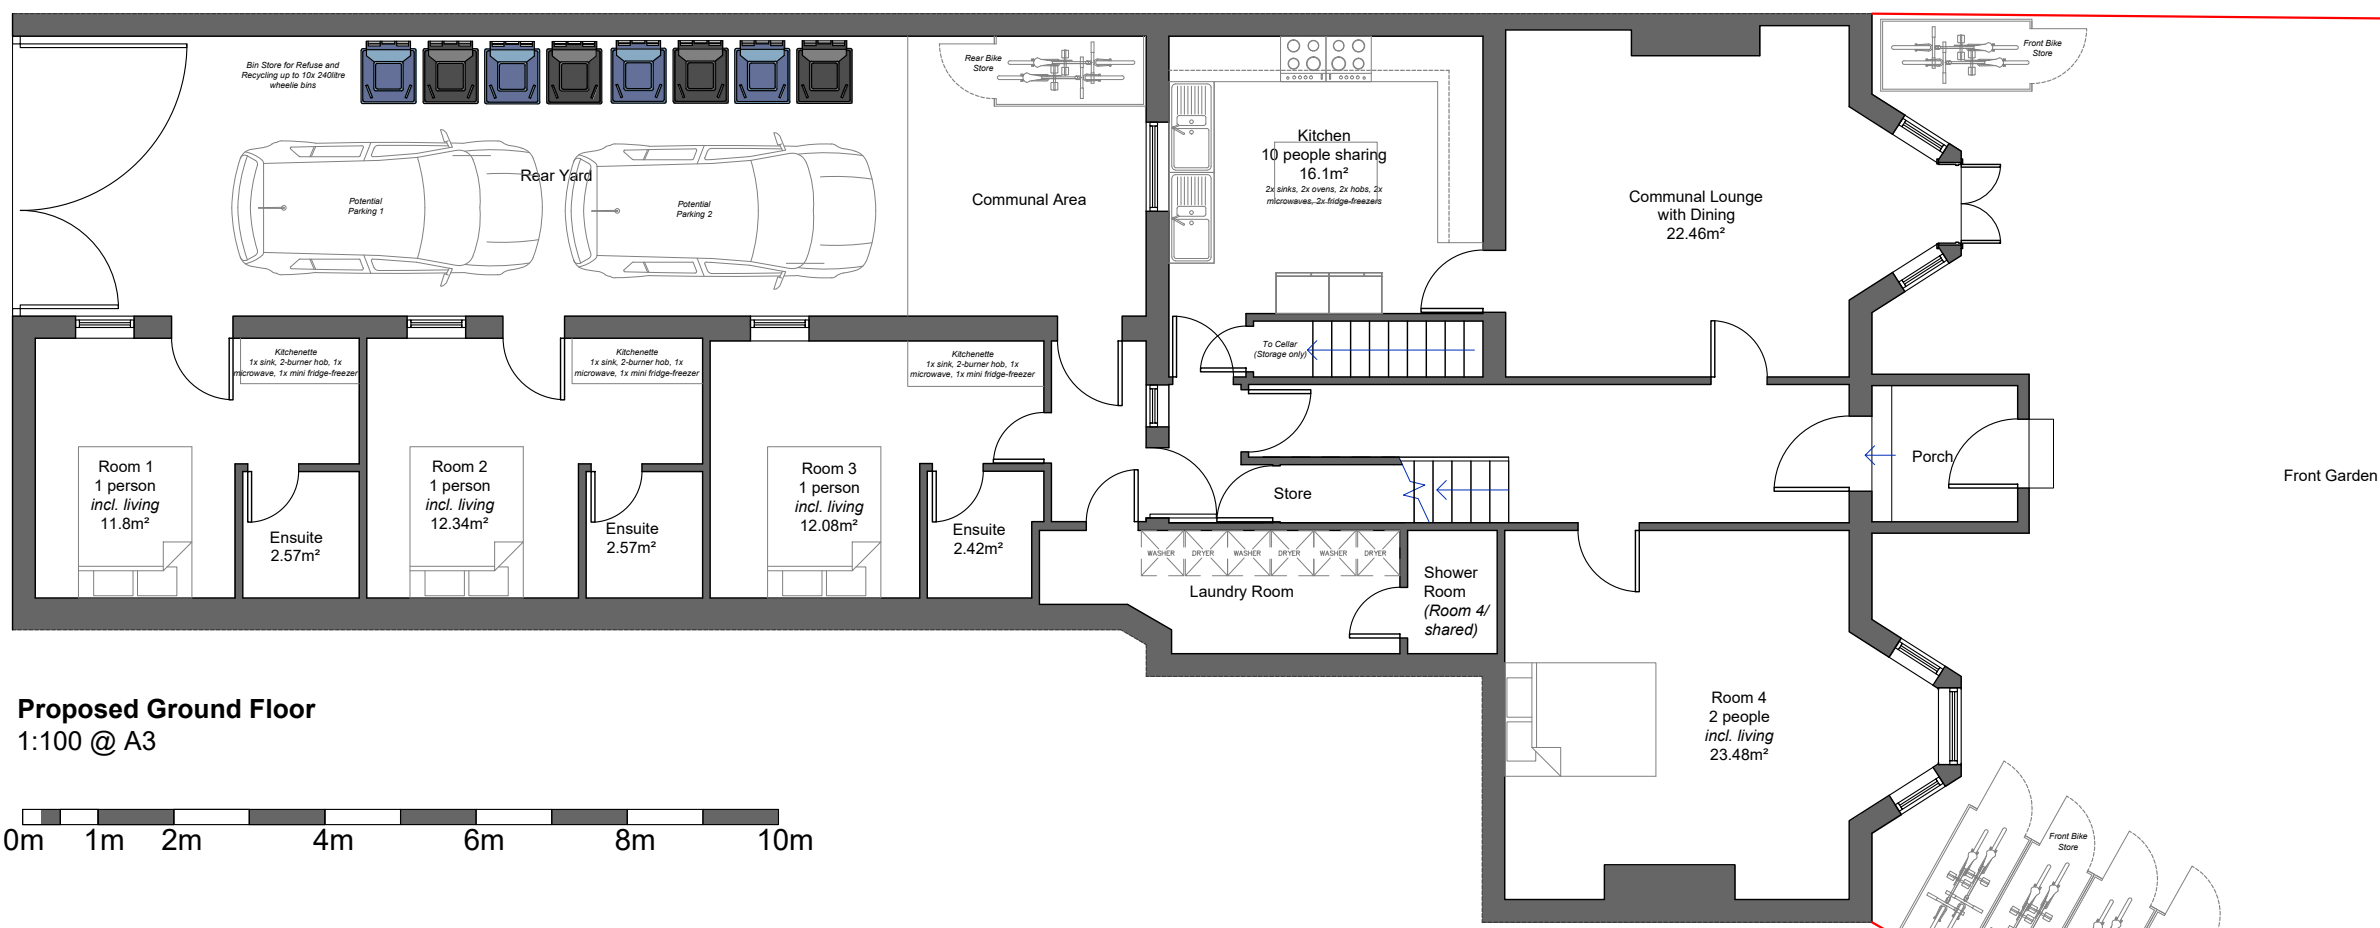 Bin Store for Refuse and
Recycling up to 10x 240litre
wheelie bins
Rear Bike
Store
Front Bike
Store
Potential
Parking 1
Rear Yard
Potential
Parking 2
Communal Area
Kitchen
10 people sharing
16.1m²
2x sinks, 2x ovens, 2x hobs, 2x
microwaves, 2x fridge-freezers
Communal Lounge
with Dining
22.46m²
Kitchenette
1x sink, 2-burner hob, 1x
microwave, 1x mini fridge-freezer
Kitchenette
1x sink, 2-burner hob, 1x
microwave, 1x mini fridge-freezer
Kitchenette
1x sink, 2-burner hob, 1x
microwave, 1x mini fridge-freezer
To Cellar
(Storage only)
Room 1
1 person
incl. living
11.8m²
Ensuite
2.57m²
Room 2
1 person
incl. living
12.34m²
Ensuite
2.57m²
Room 3
1 person
incl. living
12.08m²
Ensuite
2.42m²
Store
Porch
Front Garden
WASHER DRYER WASHER DRYER WASHER DRYER
Laundry Room
Shower
Room
(Room 4/
shared)
Room 4
2 people
incl. living
23.48m²
Front Bike
Store
Proposed Ground Floor
1:100 @ A3
0m 1m 2m 4m 6m 8m 10m